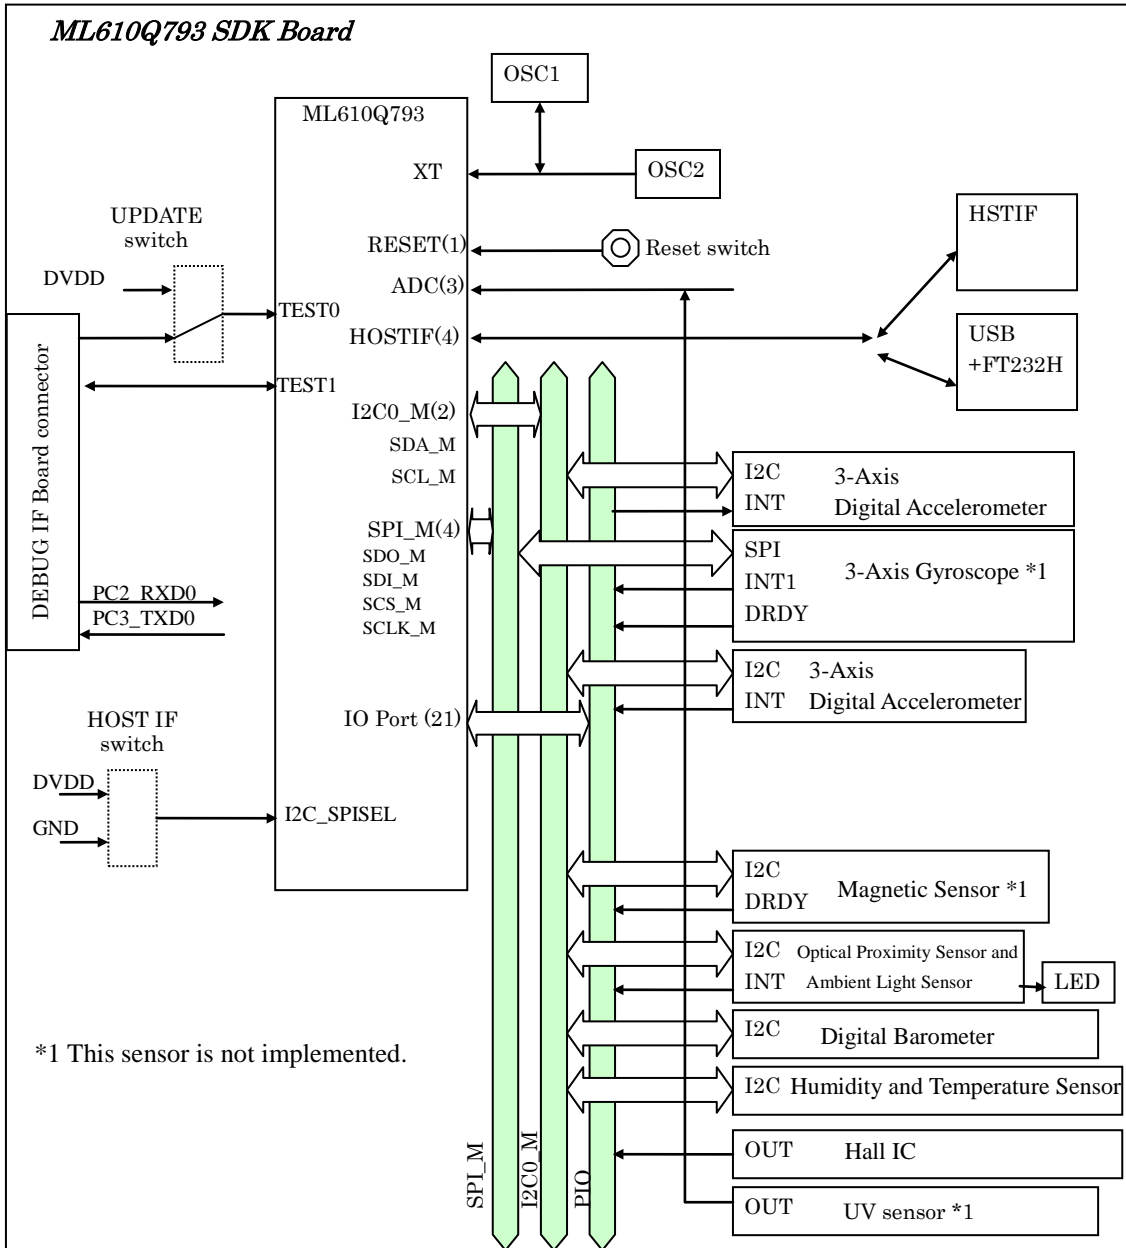 ML610Q793 SDK Board
OSC1
ML610Q793
XT
OSC2
UPDATE
switch
HSTIF
RESET(1)
Reset switch
DVDD
ADC(3)
TEST0
HOSTIF(4)
USB
+FT232H
DEBUG IF Board connector
TEST1
I2C0_M(2)
SDA_M
SCL_M
I2C 3-Axis
INT Digital Accelerometer
SPI_M(4)
SDO_M
SDI_M
SCS_M
SCLK_M
SPI
3-Axis Gyroscope *1
INT1
DRDY
PC2_RXD0
PC3_TXD0
I2C 3-Axis
INT Digital Accelerometer
IO Port (21)
HOST IF
switch
DVDD
GND
I2C_SPISEL
I2C
Magnetic Sensor *1
DRDY
I2C Optical Proximity Sensor and
INT Ambient Light Sensor
LED
I2C Digital Barometer
*1 This sensor is not implemented.
I2C Humidity and Temperature Sensor
SPI_M
I2C0_M
PIO
OUT Hall IC
OUT UV sensor *1